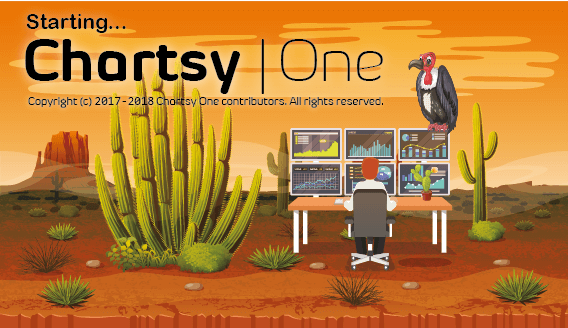 Starting...
Chartsy | One
Copyright (c) 2017-2018 Chartsy One contributors. All rights reserved.